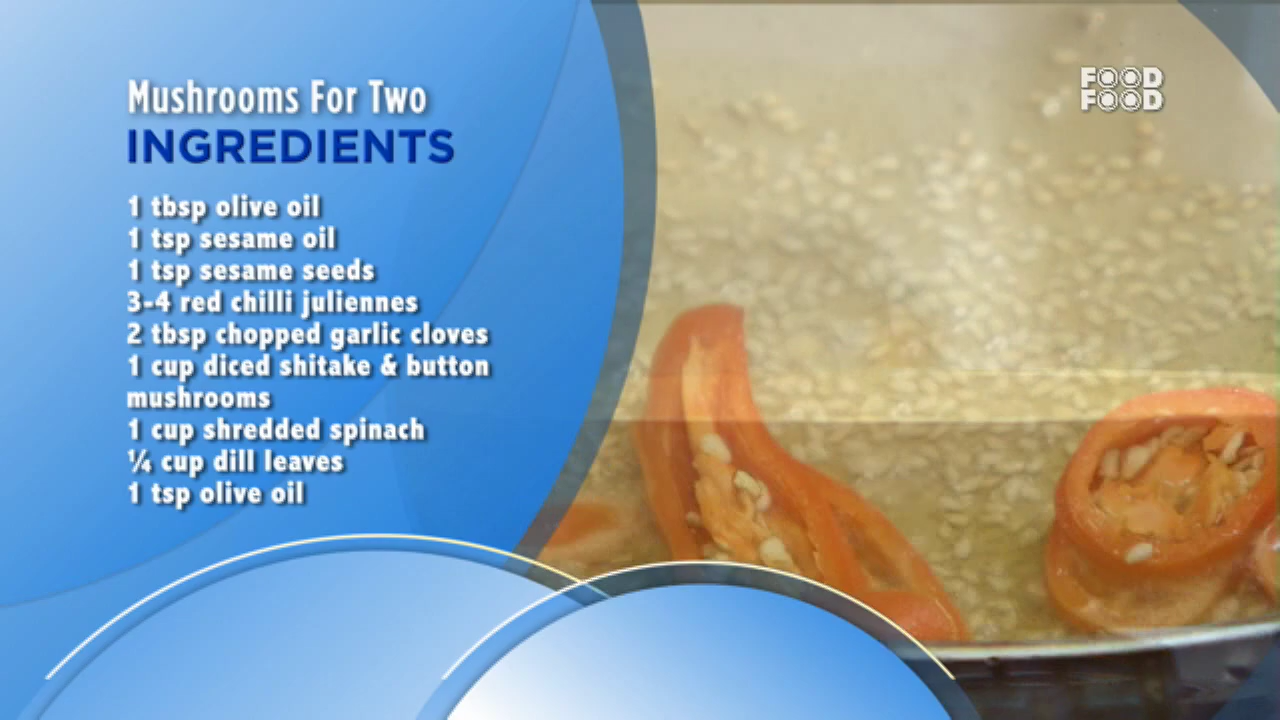 Mushrooms For Two
INGREDIENTS
1 tbsp olive oil
1 tsp sesame oil
1 tsp sesame seeds
3-4 red chilli juliennes
2 tbsp chopped garlic cloves
1 cup diced shitake & button
mushrooms
1 cup shredded spinach
¼ cup dill leaves
1 tsp olive oil
FOOD
FOOD